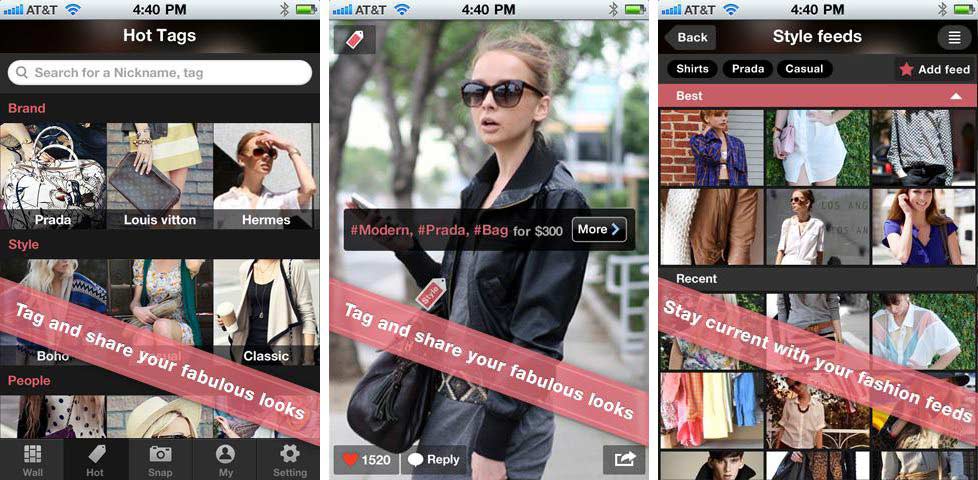 AT&T 4:40 PM
Hot Tags
Search for a Nickname, tag
Brand
Prada Louis vitton Hermes
Style
Boho Classic
Tag and share your fabulous looks
People
Wall Hot Snap My Setting
AT&T 4:40 PM
#Modern, #Prada, #Bag for $300 More
Style
Tag and share your fabulous looks
1520 Reply
AT&T 4:40 PM
Back Style feeds
Shirts Prada Casual Add feed
Best
LOS ANG
Recent
Stay current with your fashion feeds